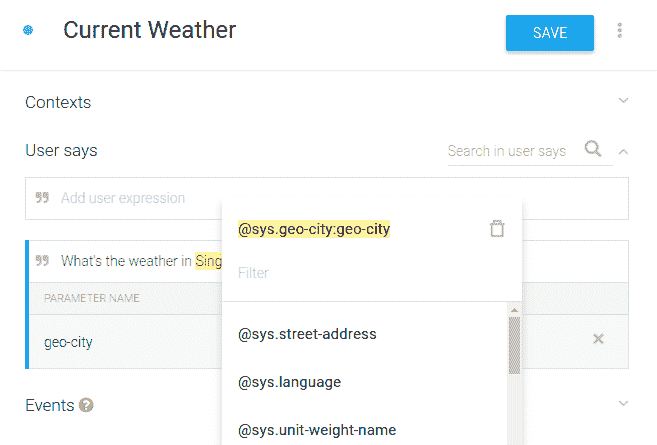 Current Weather
SAVE
Contexts
User says
Search in user says
Add user expression
@sys.geo-city:geo-city
What's the weather in Sing
Filter
PARAMETER NAME
@sys.street-address
geo-city
@sys.language
Events ?
@sys.unit-weight-name